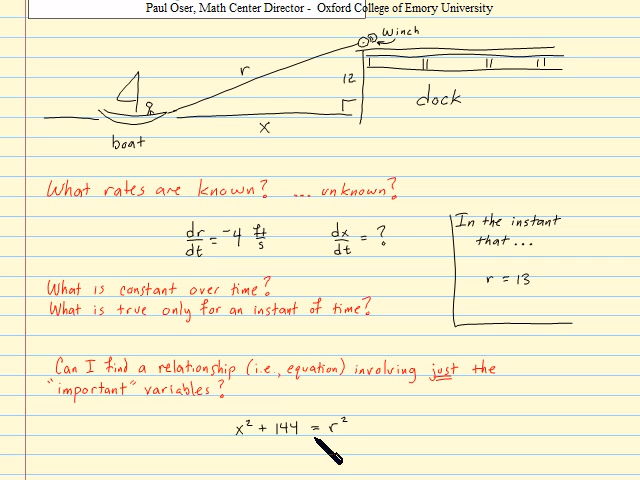 Paul Oser, Math Center Director - Oxford College of Emory University
winch
r
12
dock
x
boat
What rates are known? ... unknown?
dr/dt = -4 ft/s dx/dt = ?
In the instant
that ...
r = 13
What is constant over time?
What is true only for an instant of time?
Can I find a relationship (i.e., equation) involving just the
"important" variables?
x² + 144 = r²